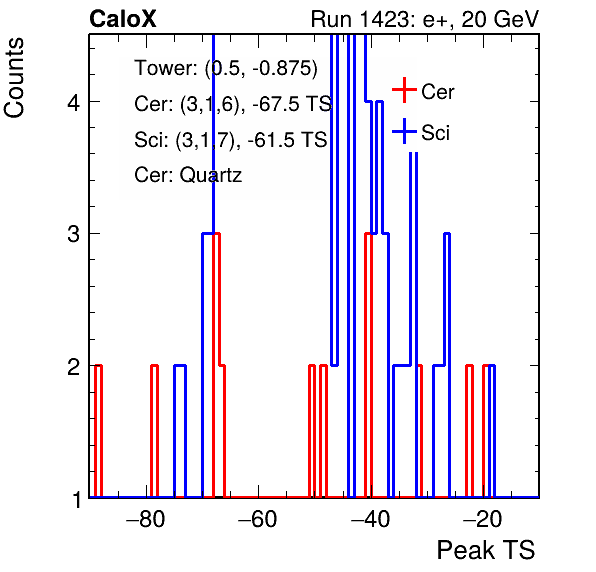 CaloX Run 1423: e+, 20 GeV
Counts
Tower: (0.5, -0.875)
Cer: (3,1,6), -67.5 TS
Sci: (3,1,7), -61.5 TS
Cer: Quartz
Cer
Sci
4
3
2
1
−80 −60 −40 −20
Peak TS